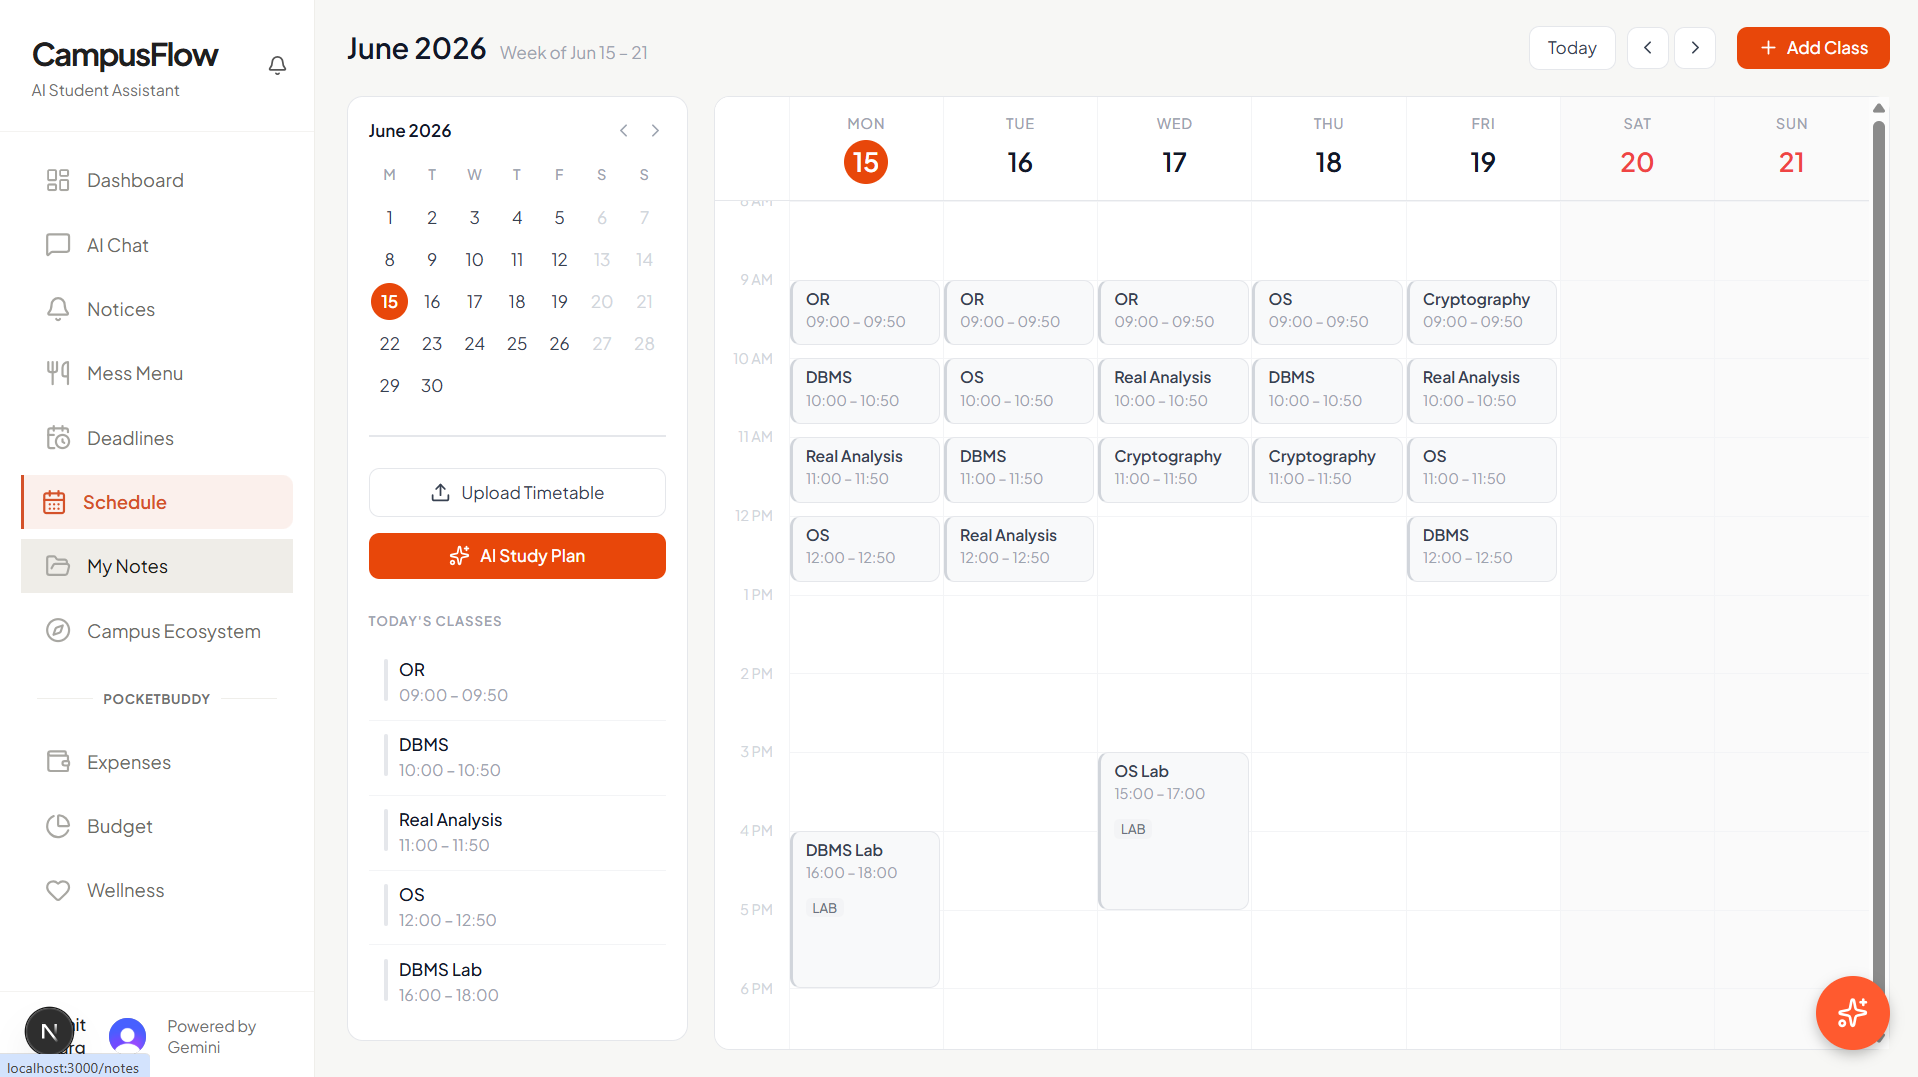 CampusFlow
AI Student Assistant
Dashboard
AI Chat
Notices
Mess Menu
Deadlines
Schedule
My Notes
Campus Ecosystem
POCKETBUDDY
Expenses
Budget
Wellness
N
Powered by
Gemini
localhost:3000/notes
June 2026 Week of Jun 15 – 21
Today
+ Add Class
June 2026
M T W T F S S
1 2 3 4 5 6 7
8 9 10 11 12 13 14
15 16 17 18 19 20 21
22 23 24 25 26 27 28
29 30
Upload Timetable
AI Study Plan
TODAY'S CLASSES
OR
09:00 – 09:50
DBMS
10:00 – 10:50
Real Analysis
11:00 – 11:50
OS
12:00 – 12:50
DBMS Lab
16:00 – 18:00
MON TUE WED THU FRI SAT SUN
15 16 17 18 19 20 21
8 AM
9 AM
OR OR OR OS Cryptography
09:00 – 09:50 09:00 – 09:50 09:00 – 09:50 09:00 – 09:50 09:00 – 09:50
10 AM
DBMS OS Real Analysis DBMS Real Analysis
10:00 – 10:50 10:00 – 10:50 10:00 – 10:50 10:00 – 10:50 10:00 – 10:50
11 AM
Real Analysis DBMS Cryptography Cryptography OS
11:00 – 11:50 11:00 – 11:50 11:00 – 11:50 11:00 – 11:50 11:00 – 11:50
12 PM
OS Real Analysis DBMS
12:00 – 12:50 12:00 – 12:50 12:00 – 12:50
1 PM
2 PM
3 PM
OS Lab
15:00 – 17:00
LAB
4 PM
DBMS Lab
16:00 – 18:00
LAB
5 PM
6 PM